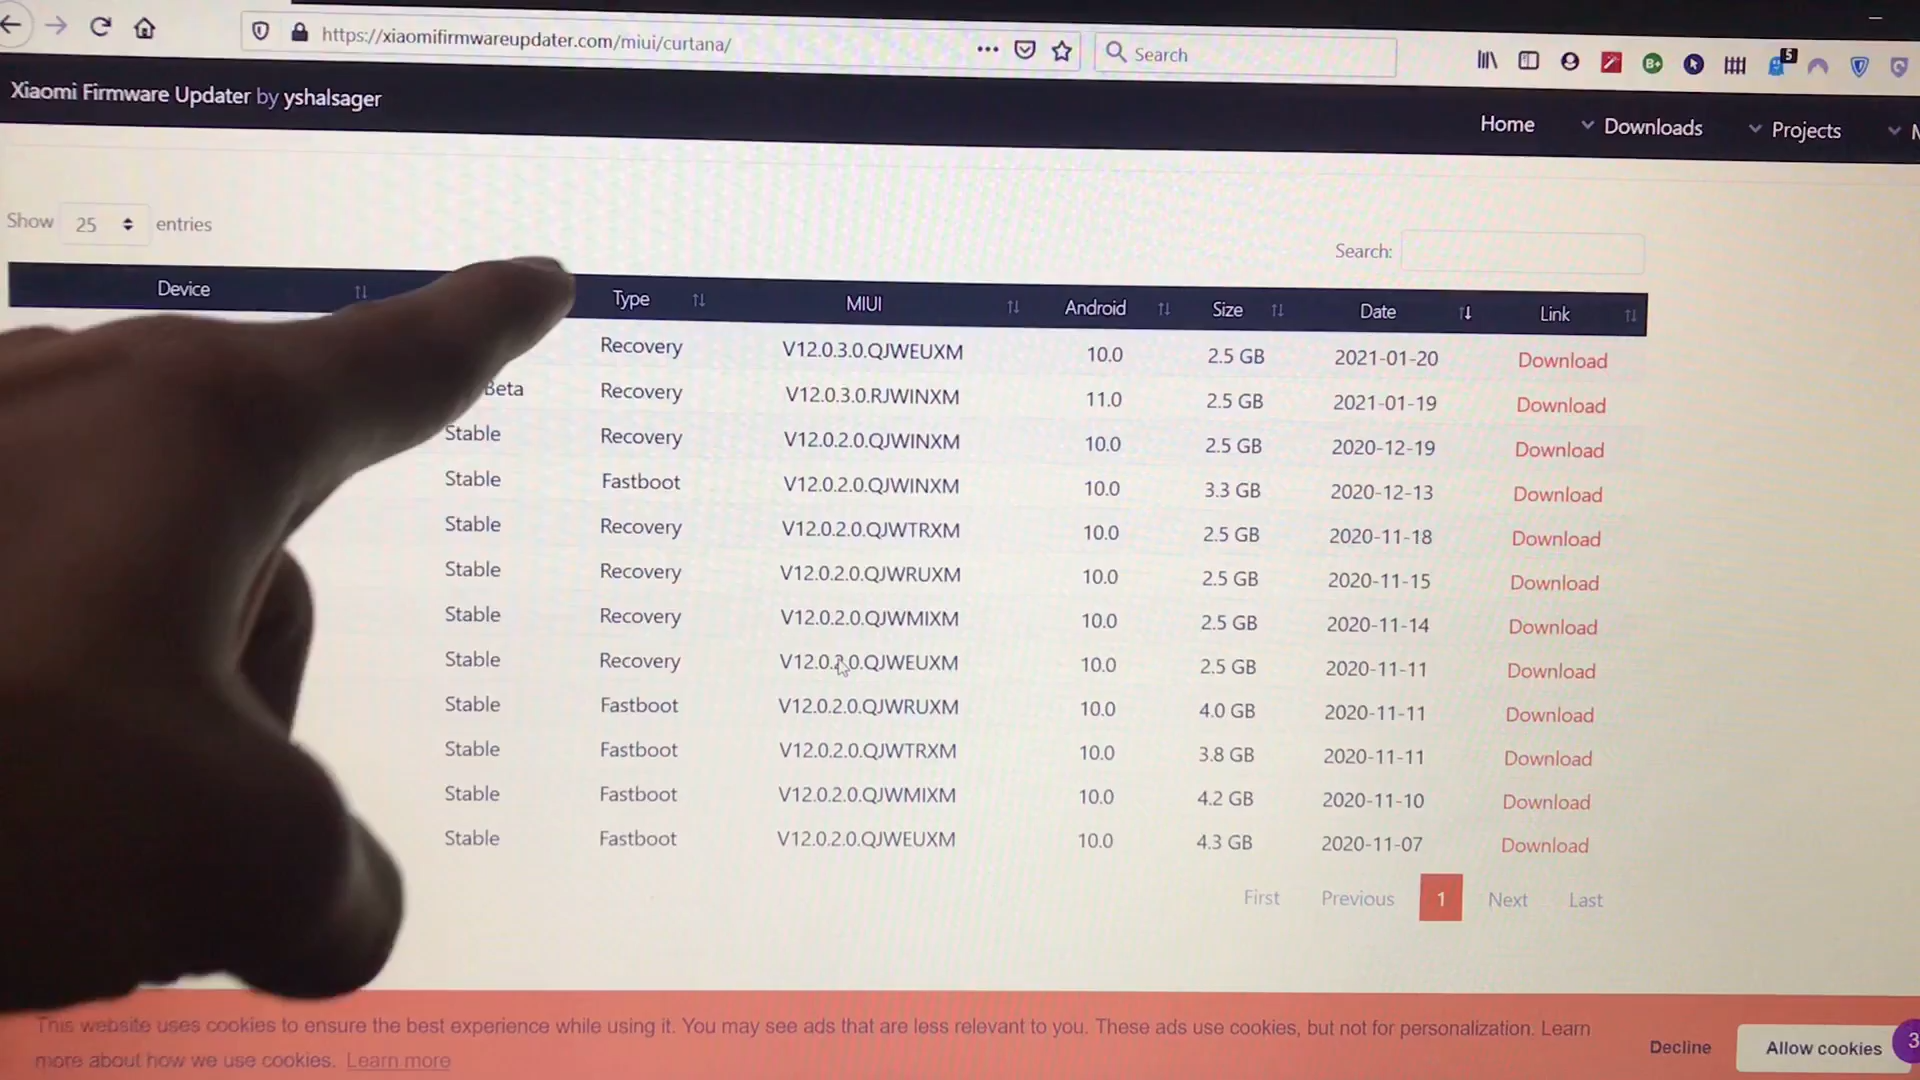 https://xiaomifirmwareupdater.com/miui/curtana/
Search
5
Xiaomi Firmware Updater by yshalsager
Home Downloads Projects
Show 25 entries
Search:
Device Type MIUI Android Size Date Link
Recovery V12.0.3.0.QJWEUXM 10.0 2.5 GB 2021-01-20 Download
Beta Recovery V12.0.3.0.RJWINXM 11.0 2.5 GB 2021-01-19 Download
Stable Recovery V12.0.2.0.QJWINXM 10.0 2.5 GB 2020-12-19 Download
Stable Fastboot V12.0.2.0.QJWINXM 10.0 3.3 GB 2020-12-13 Download
Stable Recovery V12.0.2.0.QJWTRXM 10.0 2.5 GB 2020-11-18 Download
Stable Recovery V12.0.2.0.QJWRUXM 10.0 2.5 GB 2020-11-15 Download
Stable Recovery V12.0.2.0.QJWMIXM 10.0 2.5 GB 2020-11-14 Download
Stable Recovery V12.0.2.0.QJWEUXM 10.0 2.5 GB 2020-11-11 Download
Stable Fastboot V12.0.2.0.QJWRUXM 10.0 4.0 GB 2020-11-11 Download
Stable Fastboot V12.0.2.0.QJWTRXM 10.0 3.8 GB 2020-11-11 Download
Stable Fastboot V12.0.2.0.QJWMIXM 10.0 4.2 GB 2020-11-10 Download
Stable Fastboot V12.0.2.0.QJWEUXM 10.0 4.3 GB 2020-11-07 Download
First Previous 1 Next Last
This website uses cookies to ensure the best experience while using it. You may see ads that are less relevant to you. These ads use cookies, but not for personalization. Learn
more about how we use cookies. Learn more
Decline Allow cookies 3